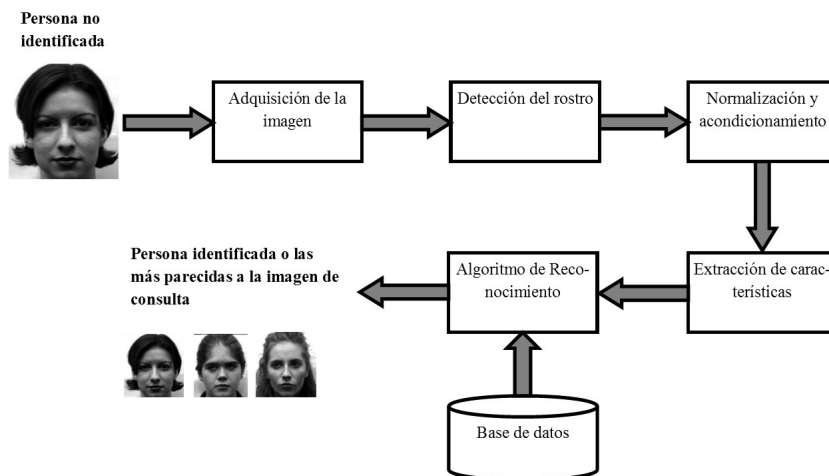 Persona no
identificada
Adquisición de la
imagen
Detección del rostro
Normalización y
acondicionamiento
Persona identificada o las
más parecidas a la imagen de
consulta
Algoritmo de Reco-
nocimiento
Extracción de carac-
terísticas
Base de datos